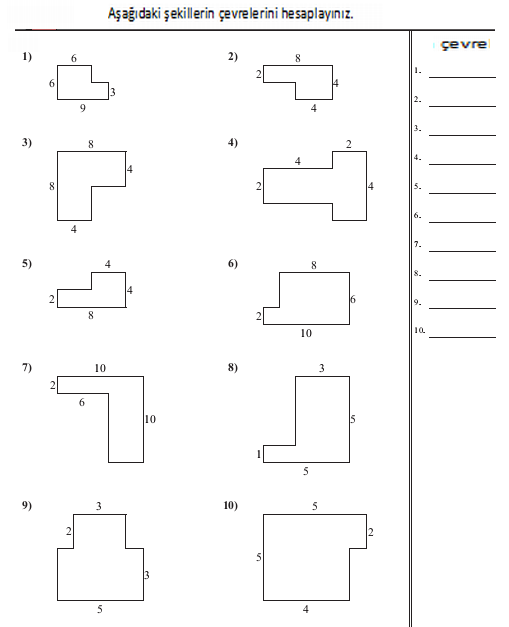 Aşağıdaki şekillerin çevrelerini hesaplayınız.
çevre
1) 6 6 3 9
2) 8 2 4 4
3) 8 4 8 4
4) 2 4 2 4
5) 4 2 4 8
6) 8 2 6 10
7) 10 2 6 10
8) 3 5 1 5
9) 3 2 3 5
10) 5 2 5 4
1.
2.
3.
4.
5.
6.
7.
8.
9.
10.